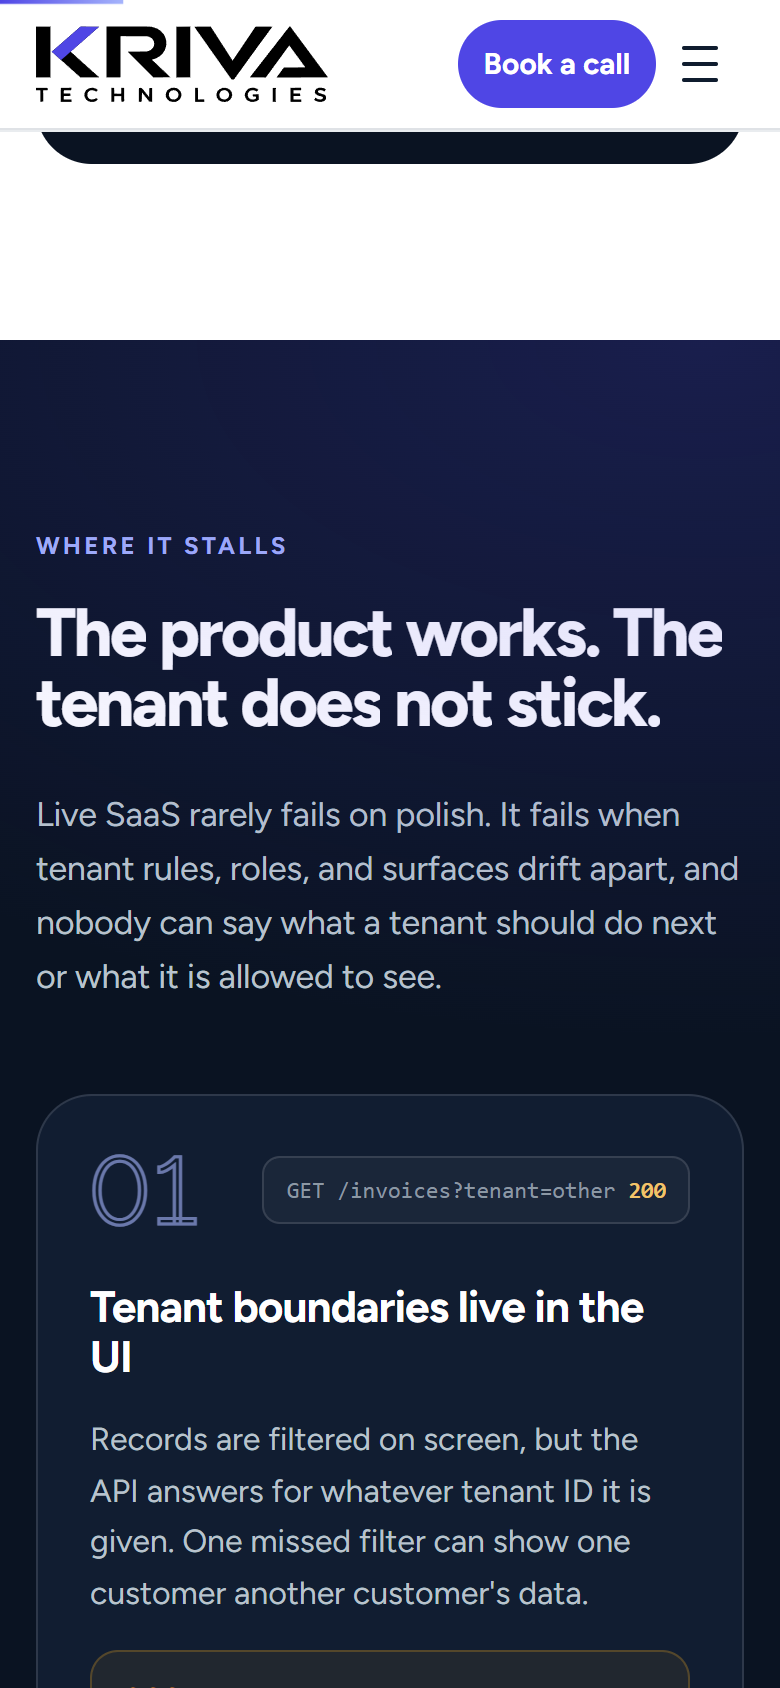 KRIVA
TECHNOLOGIES
Book a call
WHERE IT STALLS
The product works. The
tenant does not stick.
Live SaaS rarely fails on polish. It fails when
tenant rules, roles, and surfaces drift apart, and
nobody can say what a tenant should do next
or what it is allowed to see.
01
GET /invoices?tenant=other 200
Tenant boundaries live in the
UI
Records are filtered on screen, but the
API answers for whatever tenant ID it is
given. One missed filter can show one
customer another customer's data.